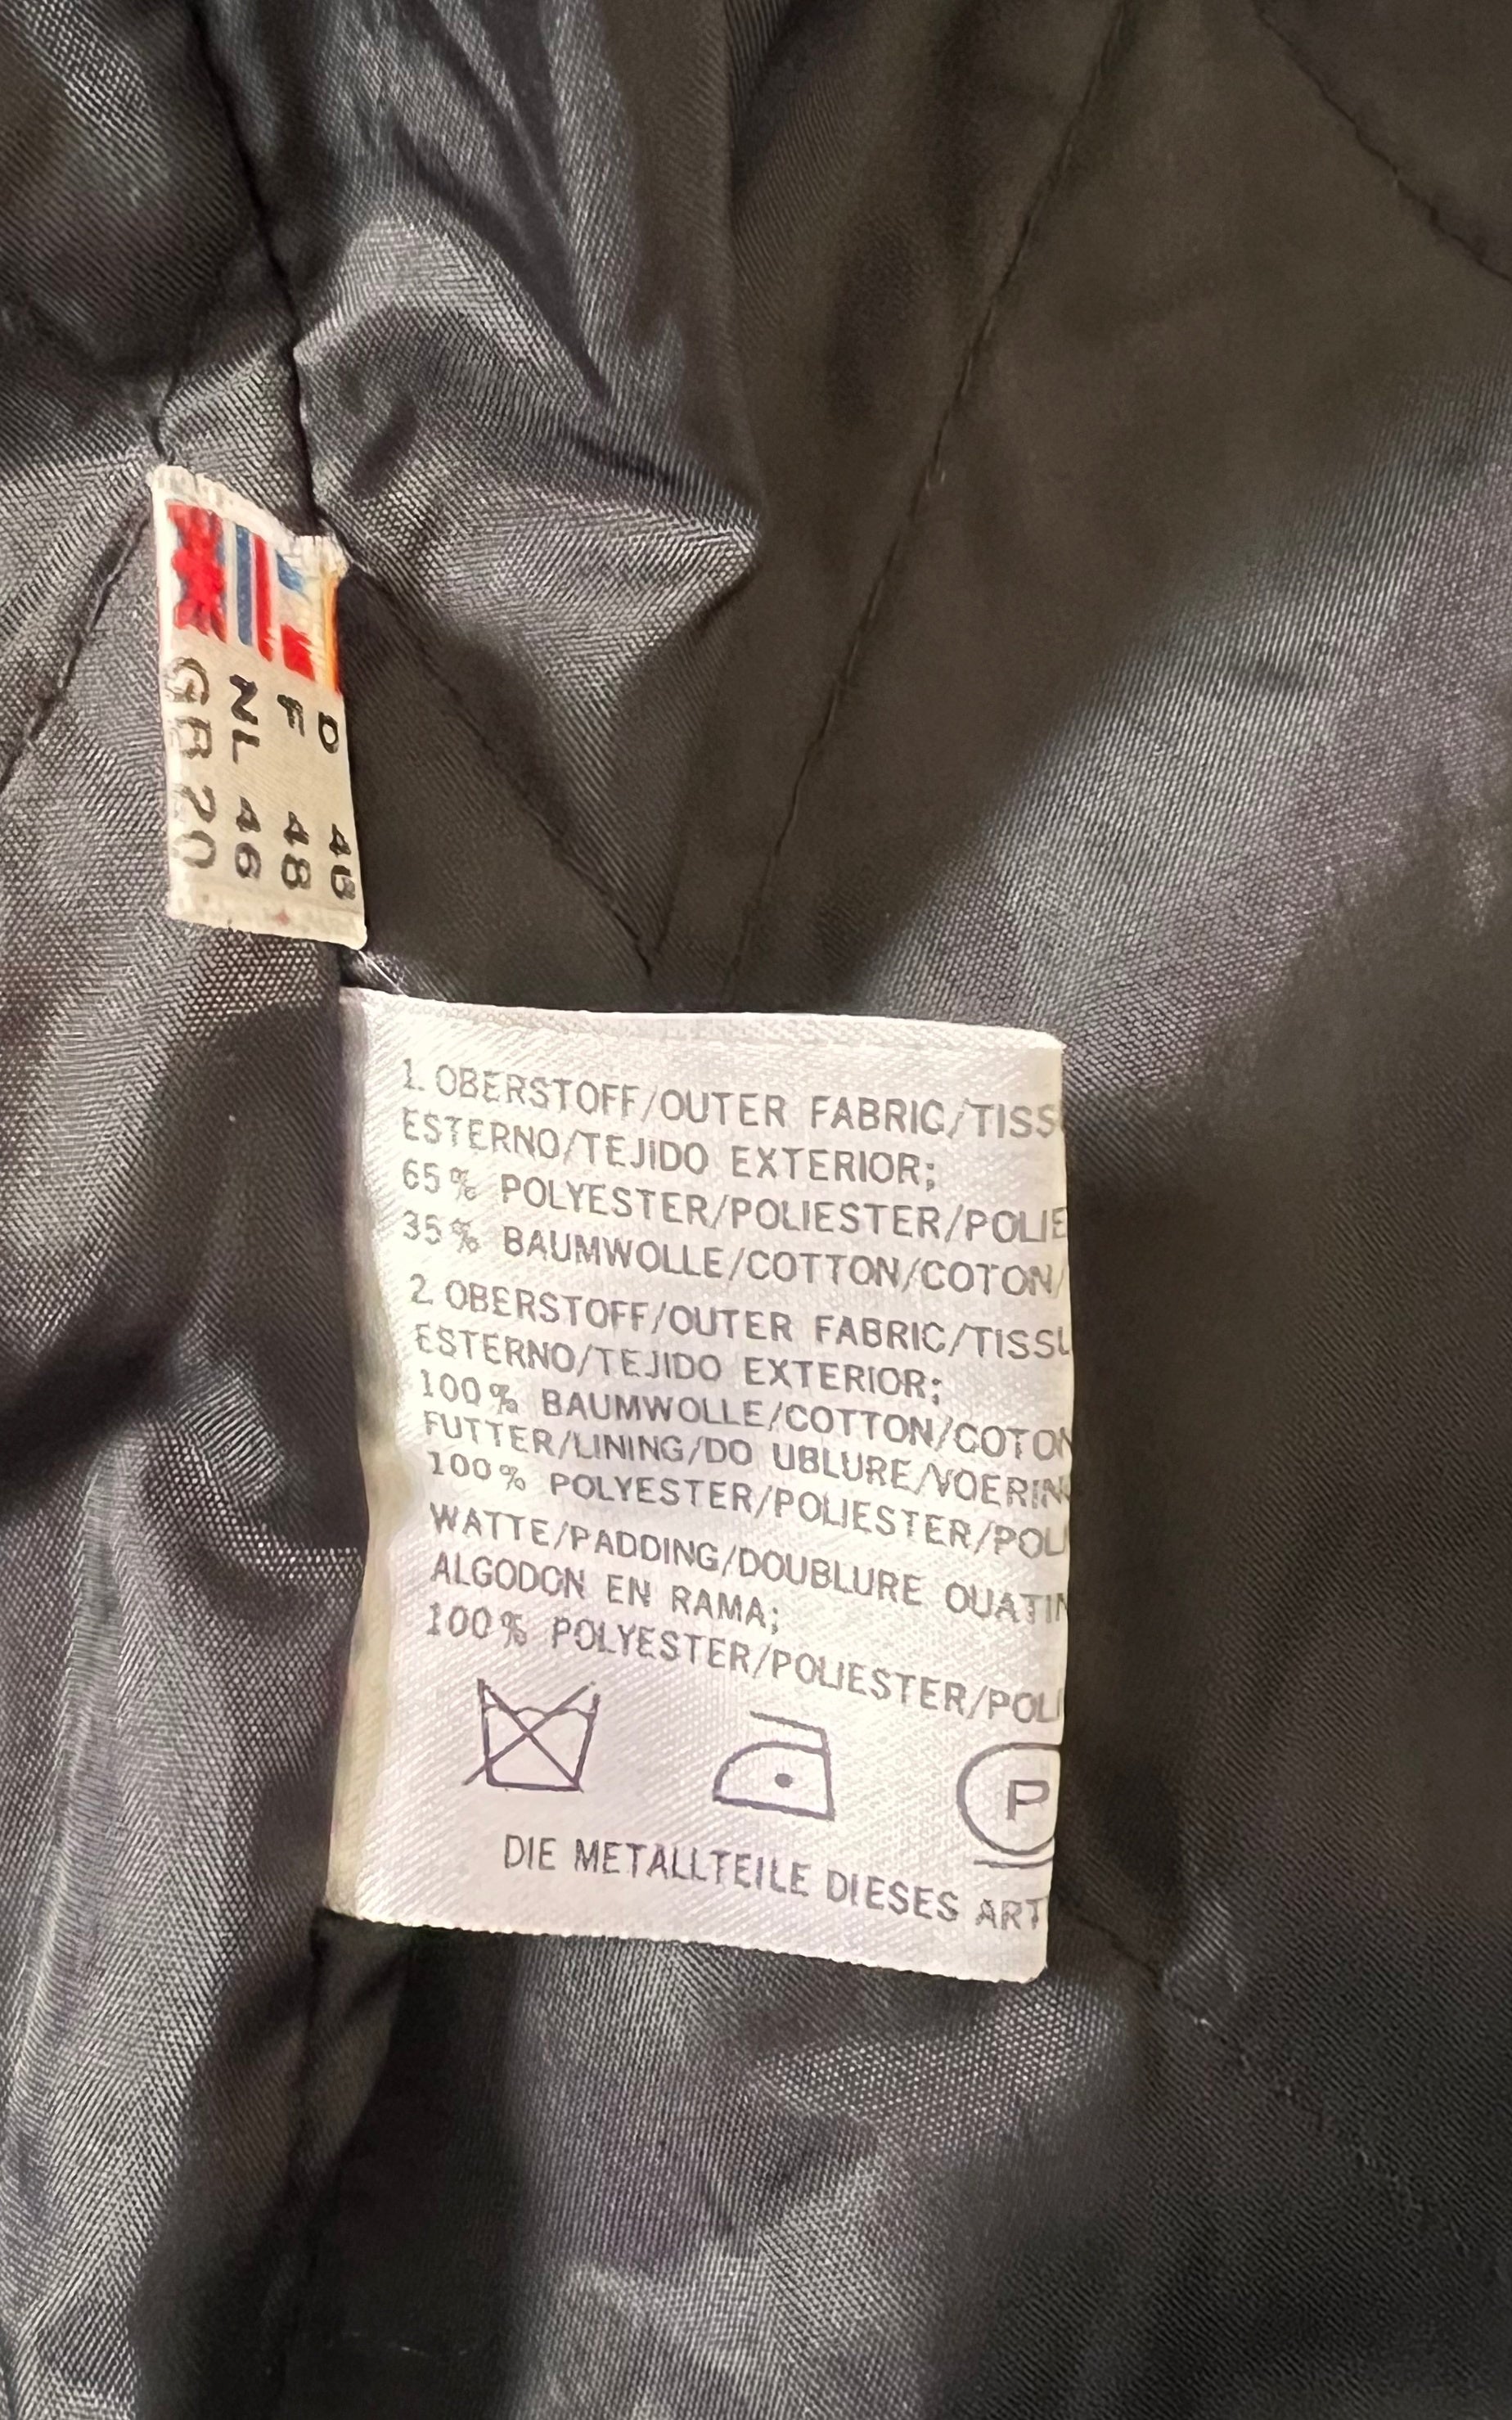 D 48
F 48
NL 46
GB 20
1. OBERSTOFF/OUTER FABRIC/TISS
ESTERNO/TEJIDO EXTERIOR;
65% POLYESTER/POLIESTER/POLIE
35% BAUMWOLLE/COTTON/COTON/
2. OBERSTOFF/OUTER FABRIC/TISSU
ESTERNO/TEJIDO EXTERIOR;
100% BAUMWOLLE/COTTON/COTON
FUTTER/LINING/DO UBLURE/VOERIN
100% POLYESTER/POLIESTER/POLI
WATTE/PADDING/DOUBLURE OUATIN
ALGODON EN RAMA;
100% POLYESTER/POLIESTER/POLI
P
DIE METALLTEILE DIESES ART